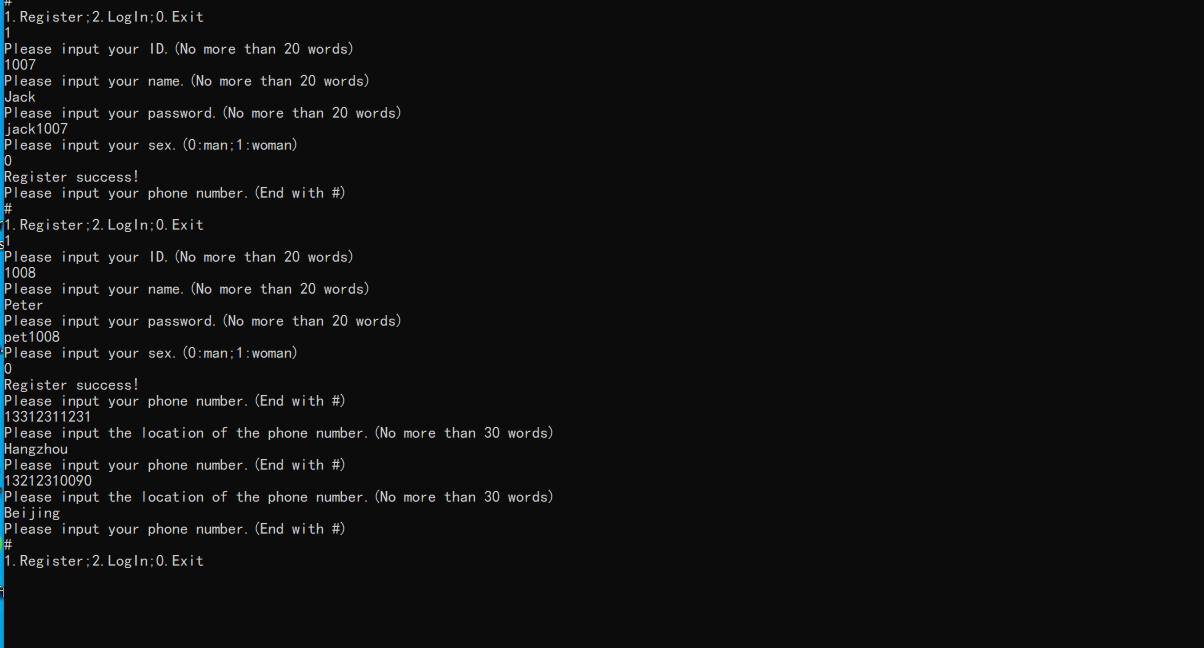 #
1.Register;2.LogIn;0.Exit
1
Please input your ID.(No more than 20 words)
1007
Please input your name.(No more than 20 words)
Jack
Please input your password.(No more than 20 words)
jack1007
Please input your sex.(0:man;1:woman)
0
Register success!
Please input your phone number.(End with #)
#
1.Register;2.LogIn;0.Exit
1
Please input your ID.(No more than 20 words)
1008
Please input your name.(No more than 20 words)
Peter
Please input your password.(No more than 20 words)
pet1008
Please input your sex.(0:man;1:woman)
0
Register success!
Please input your phone number.(End with #)
13312311231
Please input the location of the phone number.(No more than 30 words)
Hangzhou
Please input your phone number.(End with #)
13212310090
Please input the location of the phone number.(No more than 30 words)
Beijing
Please input your phone number.(End with #)
#
1.Register;2.LogIn;0.Exit